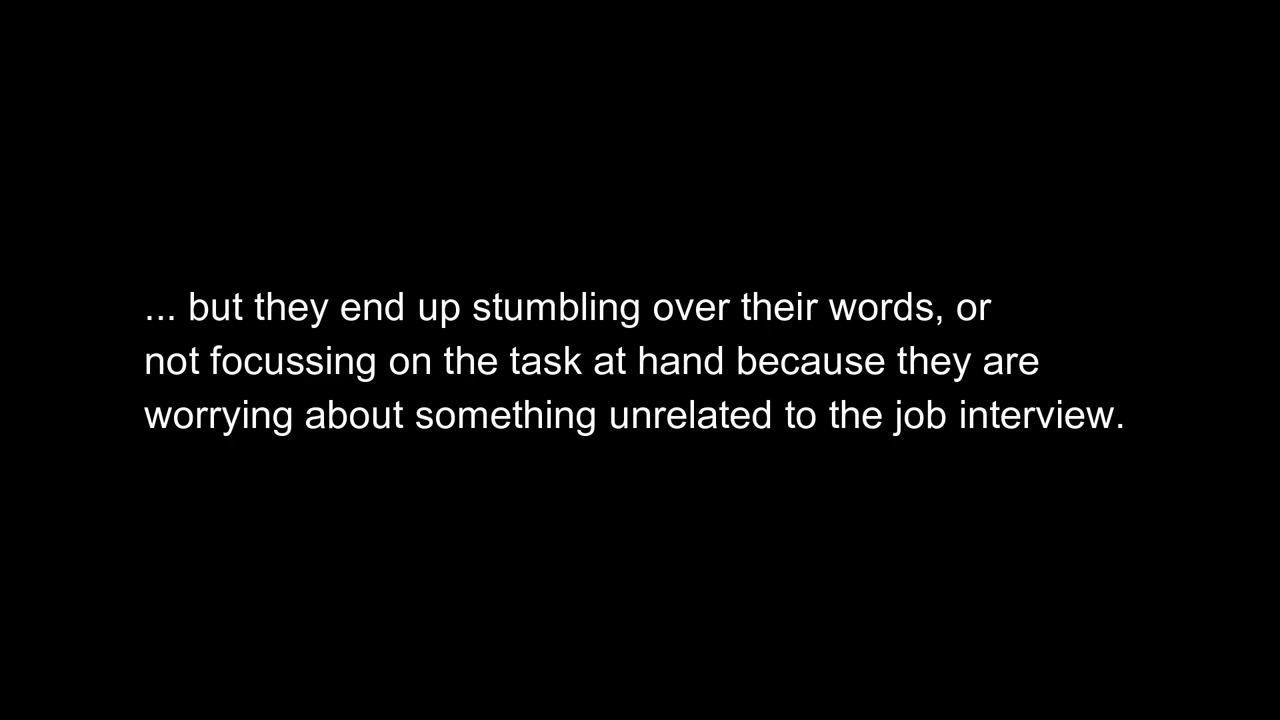 ... but they end up stumbling over their words, or
not focussing on the task at hand because they are
worrying about something unrelated to the job interview.